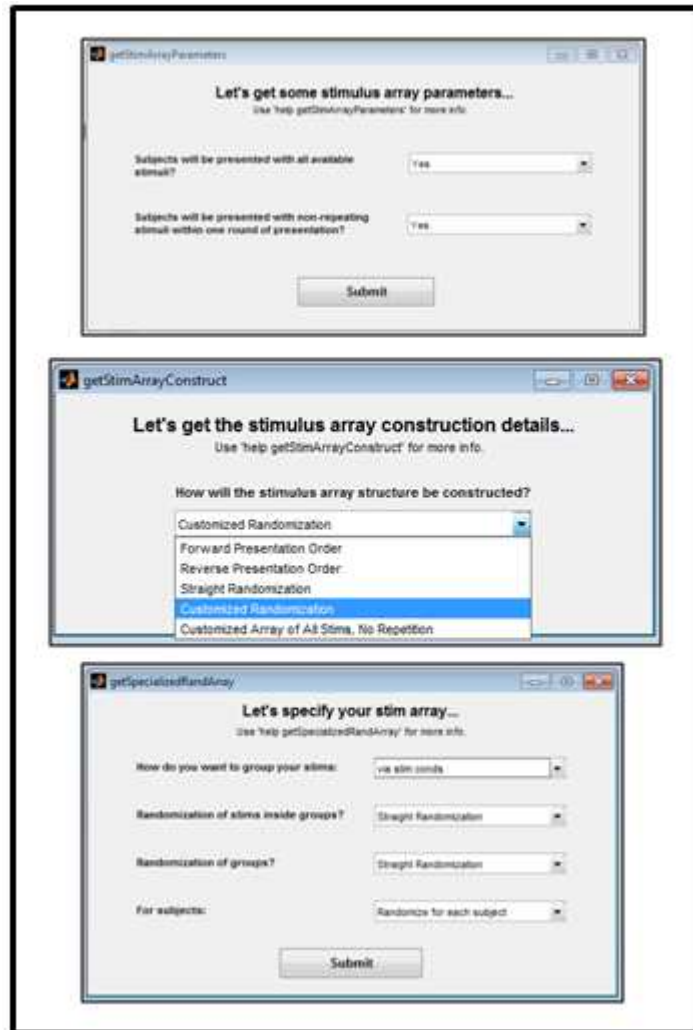 getStimArrayParameters
Let's get some stimulus array parameters...
Use 'help getStimArrayParameters' for more info.
Subjects will be presented with all available
stimuli?
Yes
Subjects will be presented with non-repeating
stimuli within one round of presentation?
Yes
Submit
getStimArrayConstruct
Let's get the stimulus array construction details...
Use 'help getStimArrayConstruct' for more info.
How will the stimulus array structure be constructed?
Customized Randomization
Forward Presentation Order
Reverse Presentation Order
Straight Randomization
Customized Randomization
Customized Array of All Stims, No Repetition
getSpecializedRandArray
Let's specify your stim array...
Use 'help getSpecializedRandArray' for more info.
How do you want to group your stims:
via stim conds
Randomization of stims inside groups?
Straight Randomization
Randomization of groups?
Straight Randomization
For subjects:
Randomize for each subject
Submit